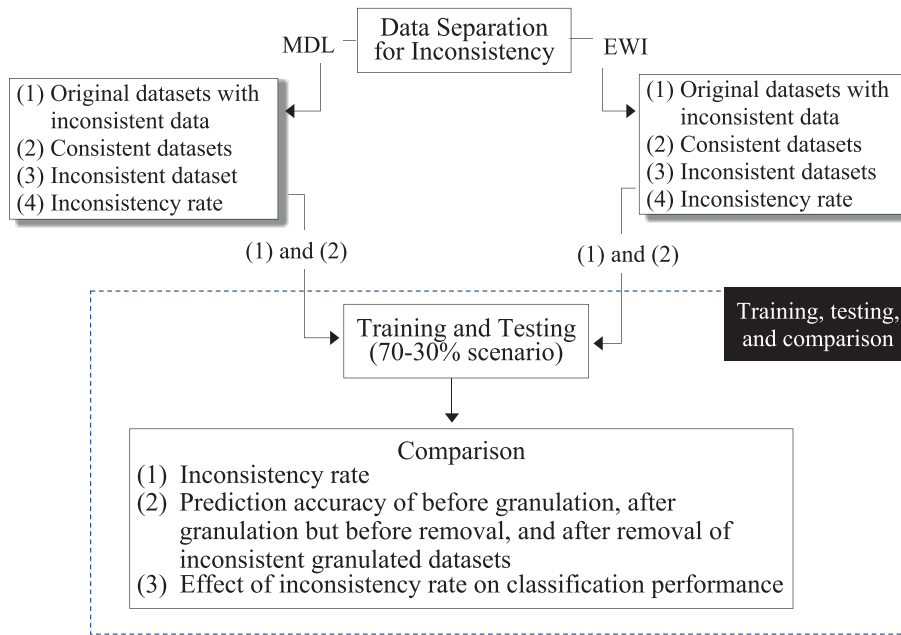 Data Separation
for Inconsistency
MDL
EWI
(1) Original datasets with
inconsistent data
(2) Consistent datasets
(3) Inconsistent dataset
(4) Inconsistency rate
(1) Original datasets with
inconsistent data
(2) Consistent datasets
(3) Inconsistent datasets
(4) Inconsistency rate
(1) and (2)
(1) and (2)
Training, testing,
and comparison
Training and Testing
(70-30% scenario)
Comparison
(1) Inconsistency rate
(2) Prediction accuracy of before granulation, after
granulation but before removal, and after removal of
inconsistent granulated datasets
(3) Effect of inconsistency rate on classification performance